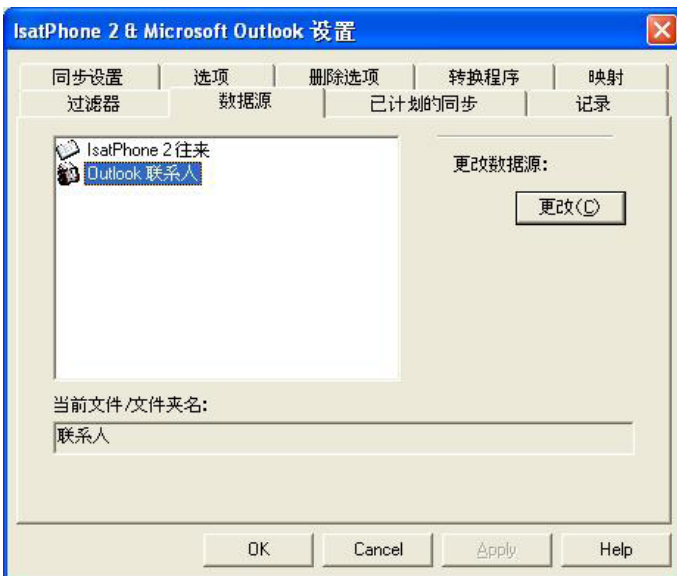 IsatPhone 2 & Microsoft Outlook 设置
同步设置 选项 删除选项 转换程序 映射
过滤器 数据源 已计划的同步 记录
IsatPhone 2 往来
Outlook 联系人
更改数据源:
更改(C)
当前文件/文件夹名:
联系人
OK Cancel Apply Help